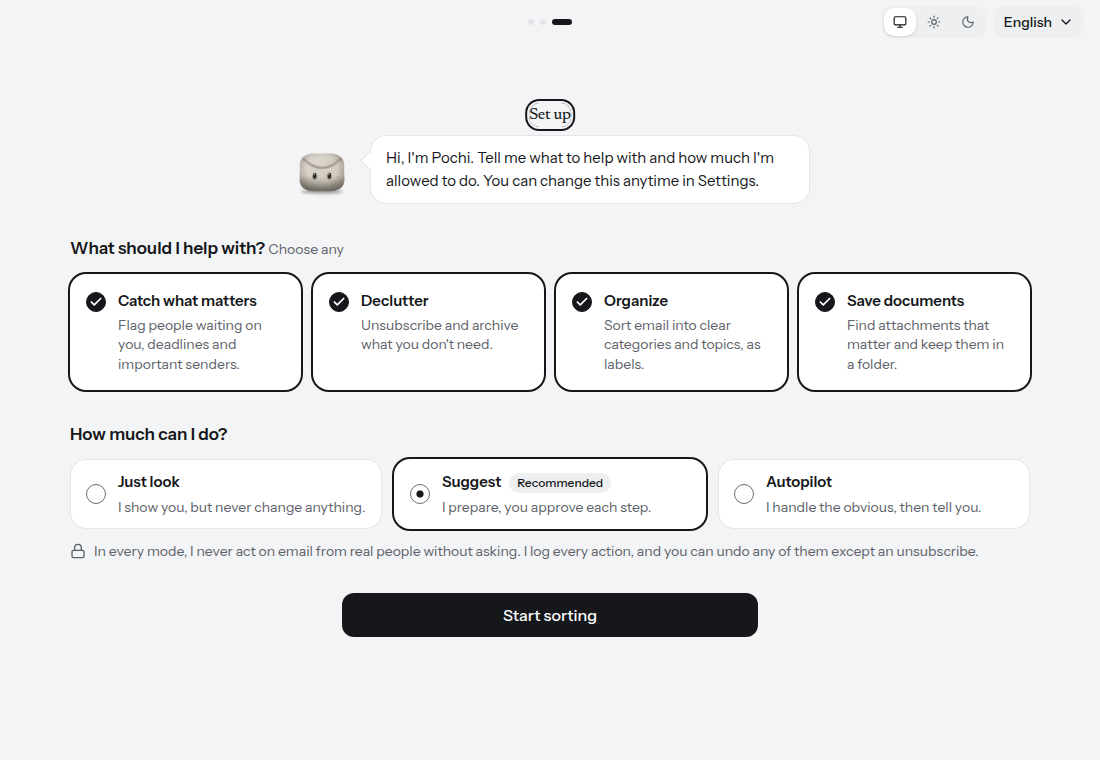 English
Set up
Hi, I'm Pochi. Tell me what to help with and how much I'm
allowed to do. You can change this anytime in Settings.
What should I help with? Choose any
Catch what matters
Flag people waiting on
you, deadlines and
important senders.
Declutter
Unsubscribe and archive
what you don't need.
Organize
Sort email into clear
categories and topics, as
labels.
Save documents
Find attachments that
matter and keep them in
a folder.
How much can I do?
Just look
I show you, but never change anything.
Suggest Recommended
I prepare, you approve each step.
Autopilot
I handle the obvious, then tell you.
In every mode, I never act on email from real people without asking. I log every action, and you can undo any of them except an unsubscribe.
Start sorting